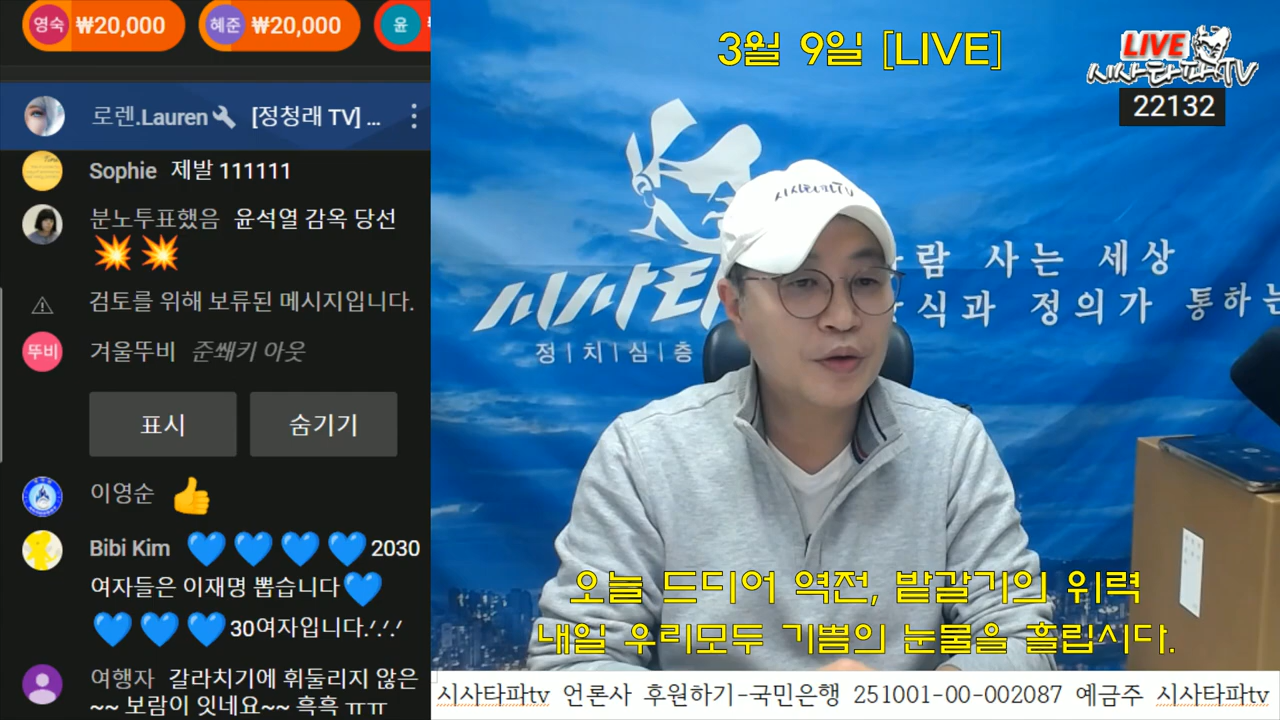 영숙 ₩20,000
혜준 ₩20,000
윤
로렌.Lauren [정청래 TV] ...
Sophie 제발 111111
분노투표했음 윤석열 감옥 당선
💥 💥
검토를 위해 보류된 메시지입니다.
뚜비 겨울뚜비 준쐐키 아웃
표시 숨기기
이영순 👍
Bibi Kim 💙 💙 💙 💙 2030
여자들은 이재명 뽑습니다 💙
💙 💙 💙 30여자입니다.ᐟ.ᐟ.ᐟ
여행자 갈라치기에 휘둘리지 않은
~~ 보람이 잇네요~~ 흑흑 ㅠㅠ
3월 9일 [LIVE]
LIVE
시사타파TV
22132
시사타파TV
시사타
정|치|심|층
람 사는 세상
식과 정의가 통하는
오늘 드디어 역전, 밭갈기의 위력
내일 우리모두 기쁨의 눈물을 흘립시다.
시사타파tv 언론사 후원하기-국민은행 251001-00-002087 예금주 시사타파tv